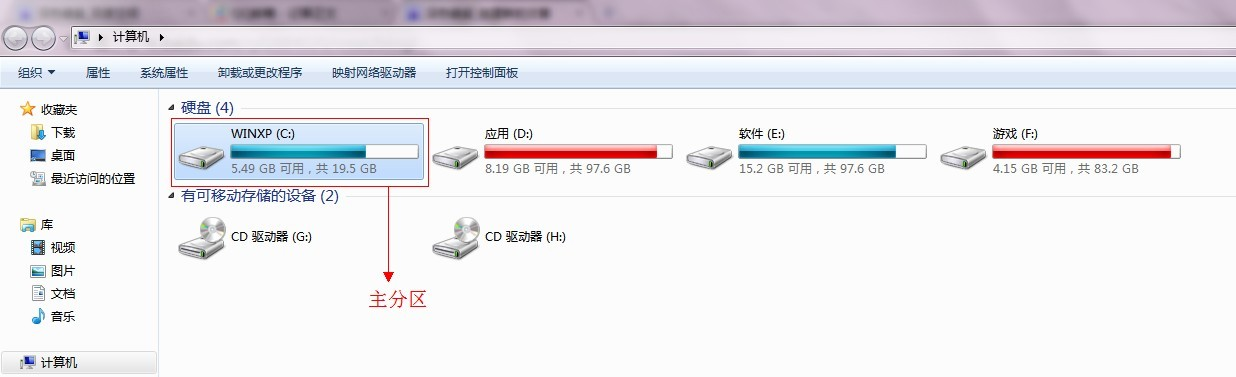 计算机
组织 属性 系统属性 卸载或更改程序 映射网络驱动器 打开控制面板
收藏夹
下载
桌面
最近访问的位置
库
视频
图片
文档
音乐
计算机
硬盘 (4)
WINXP (C:)
5.49 GB 可用，共 19.5 GB
应用 (D:)
8.19 GB 可用，共 97.6 GB
软件 (E:)
15.2 GB 可用，共 97.6 GB
游戏 (F:)
4.15 GB 可用，共 83.2 GB
有可移动存储的设备 (2)
CD 驱动器 (G:)
CD 驱动器 (H:)
主分区